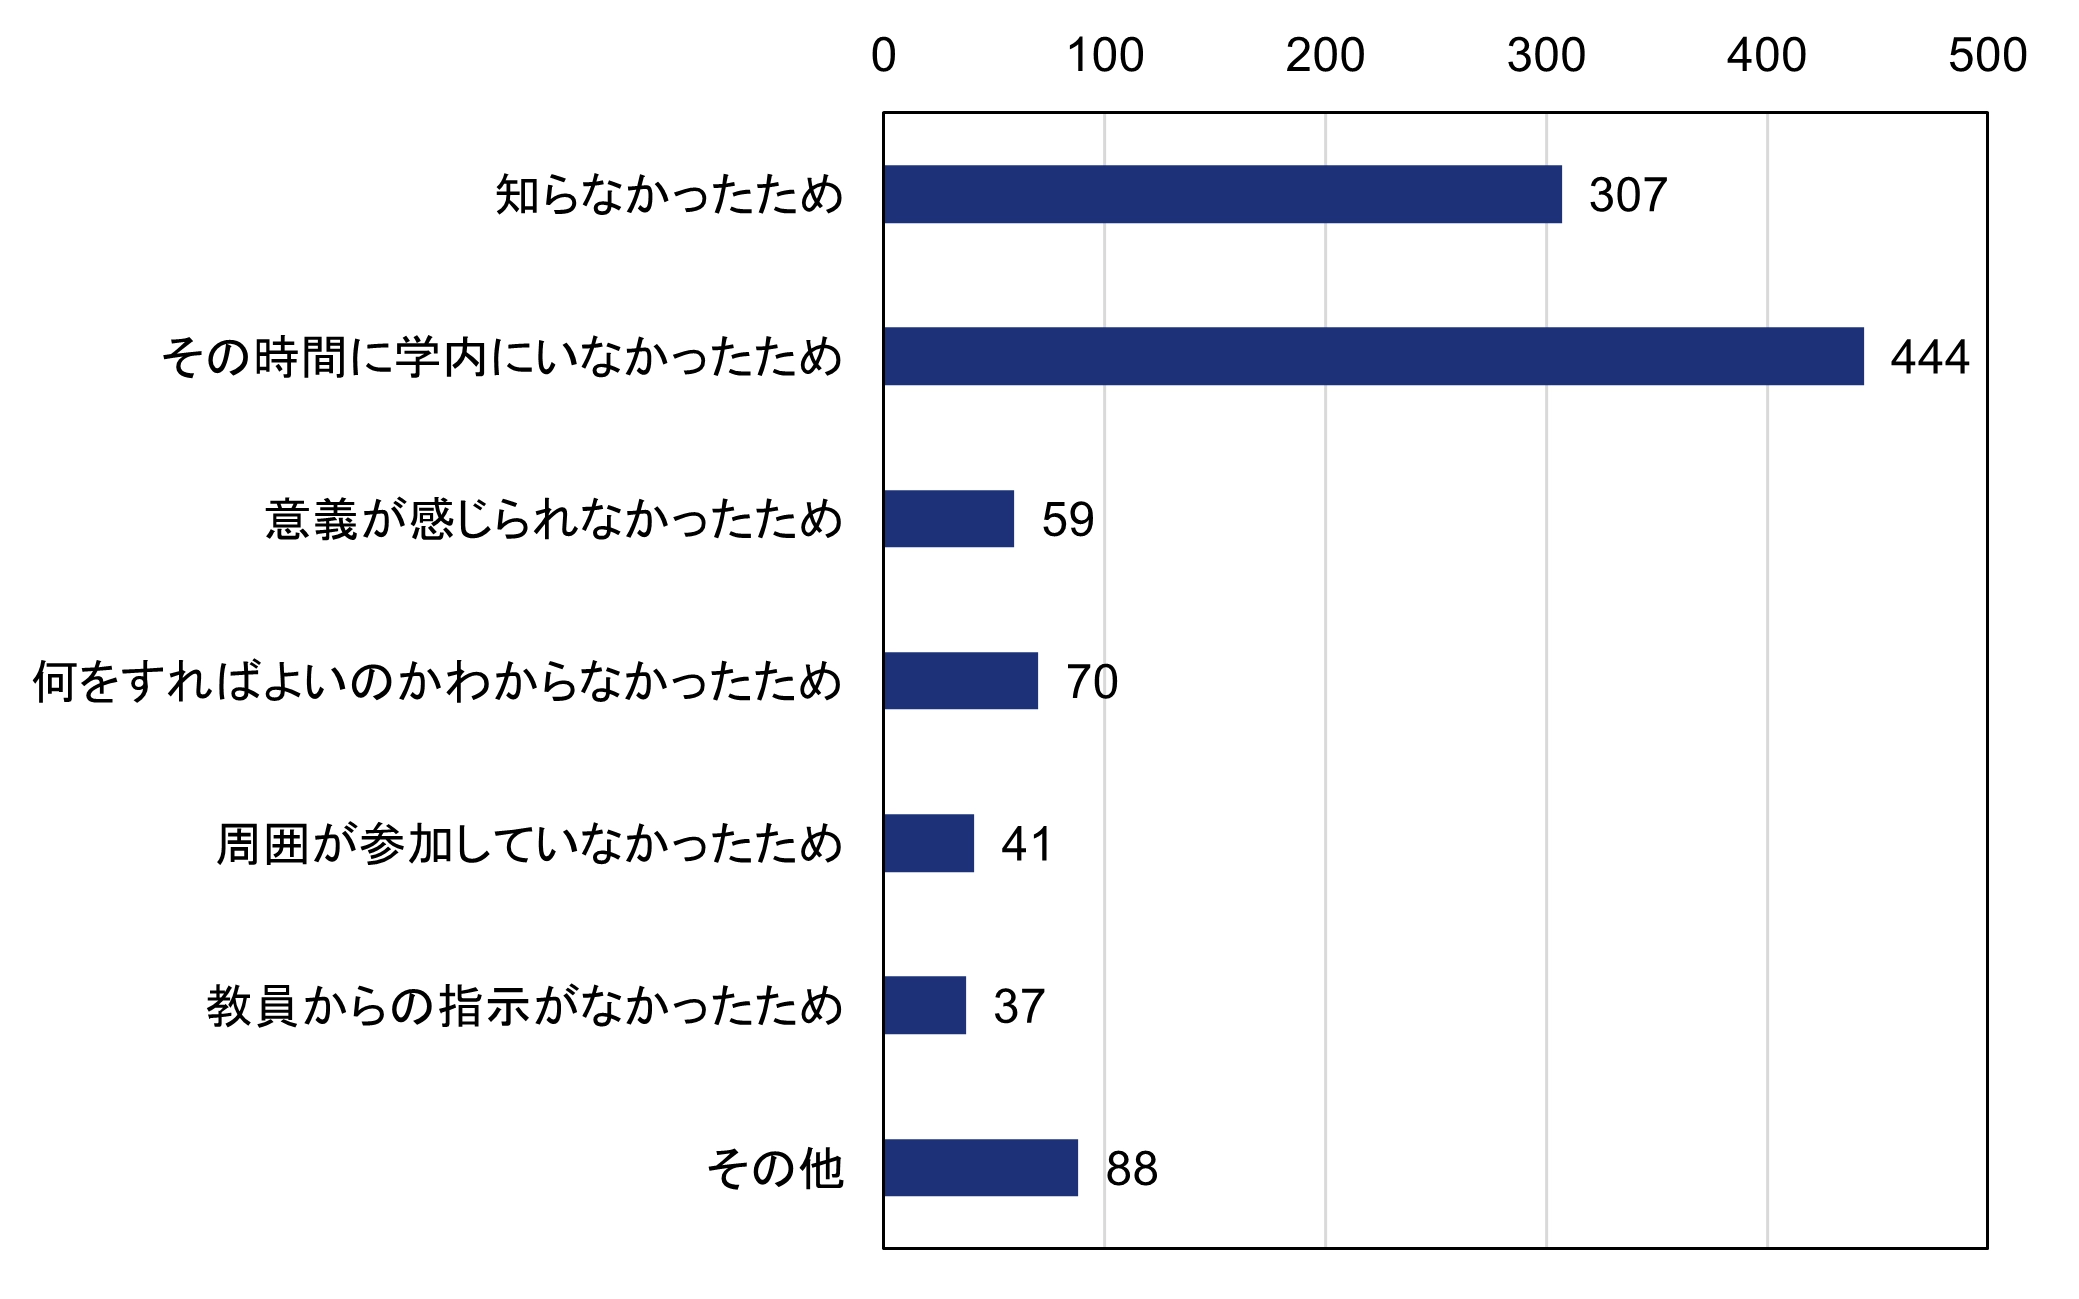 0 100 200 300 400 500
知らなかったため 307
その時間に学内にいなかったため 444
意義が感じられなかったため 59
何をすればよいのかわからなかったため 70
周囲が参加していなかったため 41
教員からの指示がなかったため 37
その他 88